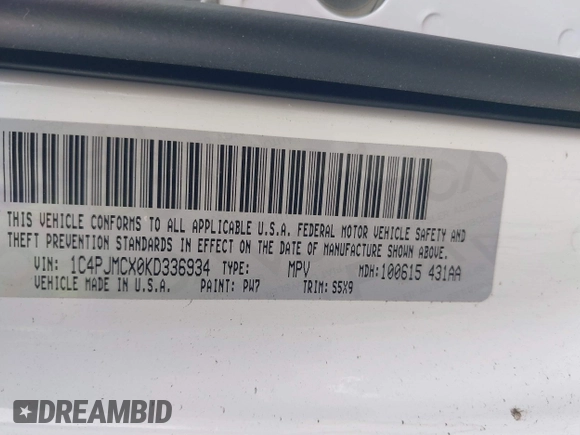 THIS VEHICLE CONFORMS TO ALL APPLICABLE U.S.A. FEDERAL MOTOR VEHICLE SAFETY AND
THEFT PREVENTION STANDARDS IN EFFECT ON THE DATE OF MANUFACTURE SHOWN ABOVE.
VIN: 1C4PJMCX0KD336934 TYPE: MPV MDH:100615 431AA
VEHICLE MADE IN U.S.A. PAINT: PW7 TRIM: S5X9
DREAMBID